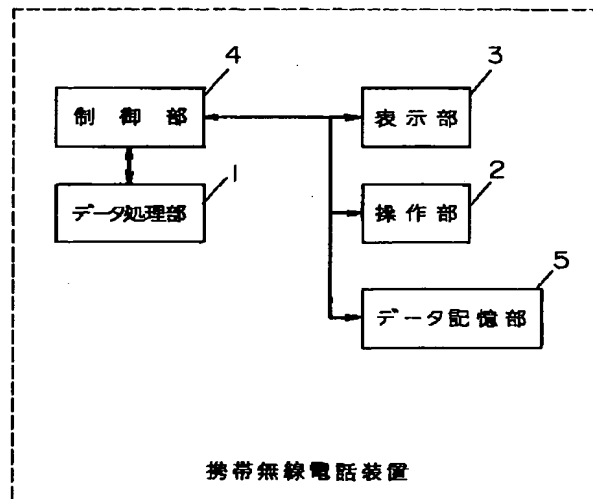 4
制御部
3
表示部
1
データ処理部
2
操作部
5
データ記憶部
携帯無線電話装置